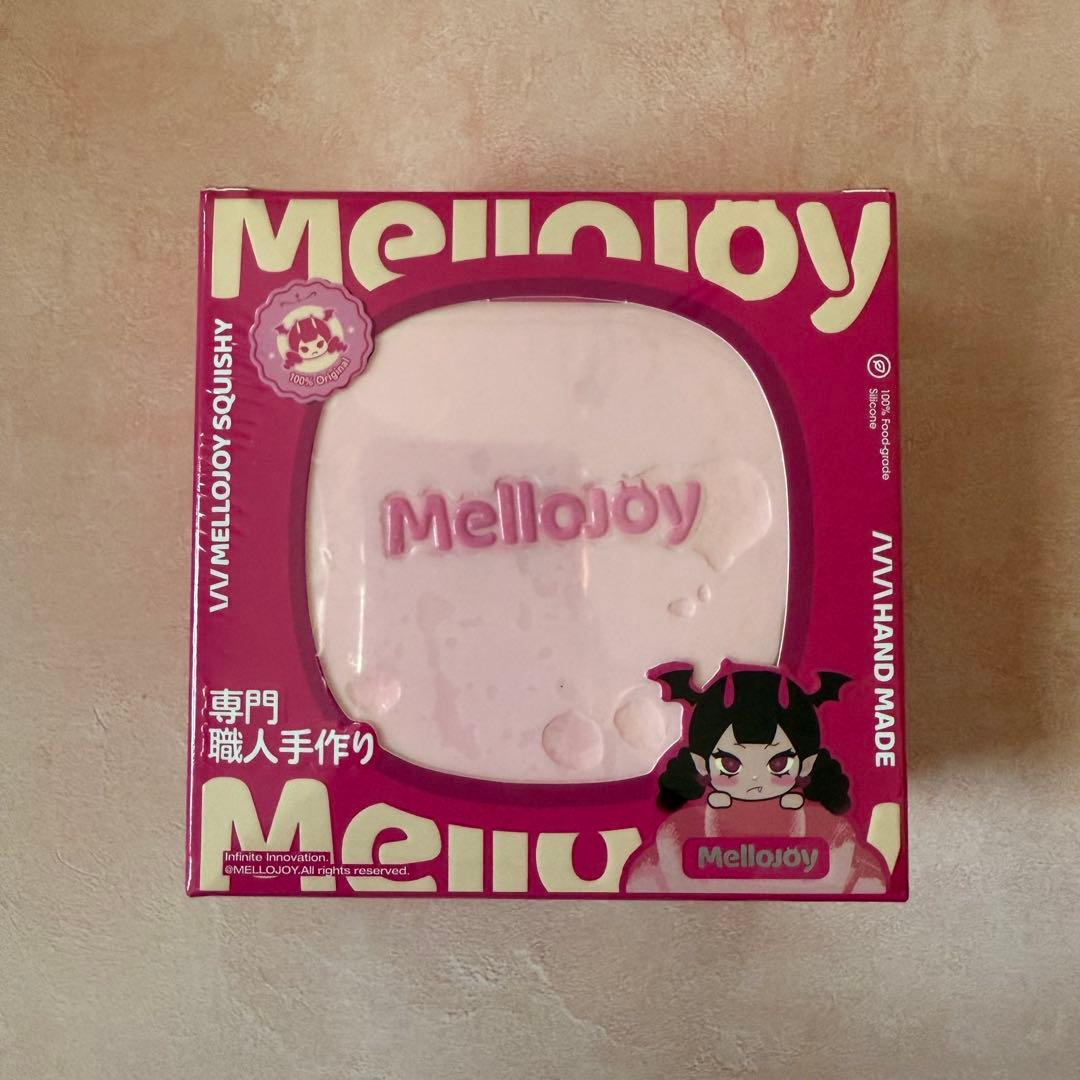 MelloJoy
100% Original
VVV MELLOJOY SQUISHY
100% Food-grade
Silicone
MelloJoy
HAND MADE
専門
職人手作り
Infinite Innovation.
@MELLOJOY.All rights reserved.
MelloJoy